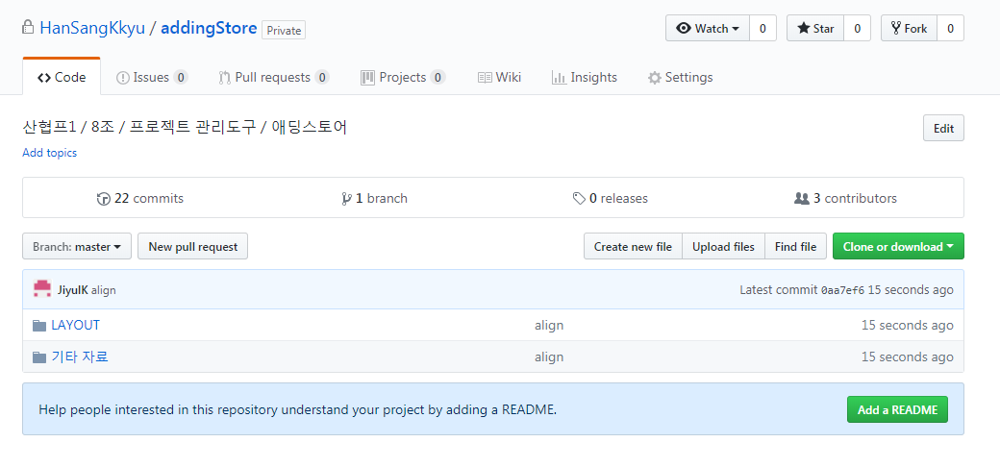 HanSangKkyu / addingStore Private Watch 0 Star 0 Fork 0
Code Issues 0 Pull requests 0 Projects 0 Wiki Insights Settings
산협프1 / 8조 / 프로젝트 관리도구 / 애딩스토어 Edit
Add topics
22 commits 1 branch 0 releases 3 contributors
Branch: master New pull request Create new file Upload files Find file Clone or download
JiyulK align Latest commit 0aa7ef6 15 seconds ago
LAYOUT align 15 seconds ago
기타 자료 align 15 seconds ago
Help people interested in this repository understand your project by adding a README. Add a README